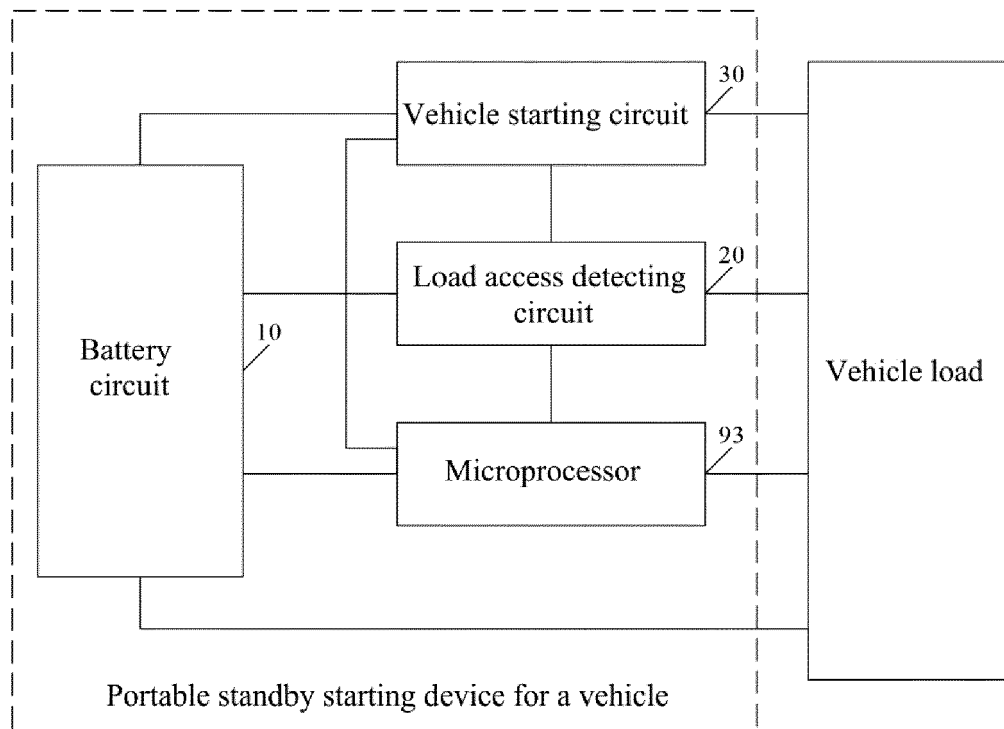 30
Vehicle starting circuit
20
Load access detecting
circuit
10
Battery
circuit
Vehicle load
93
Microprocessor
Portable standby starting device for a vehicle